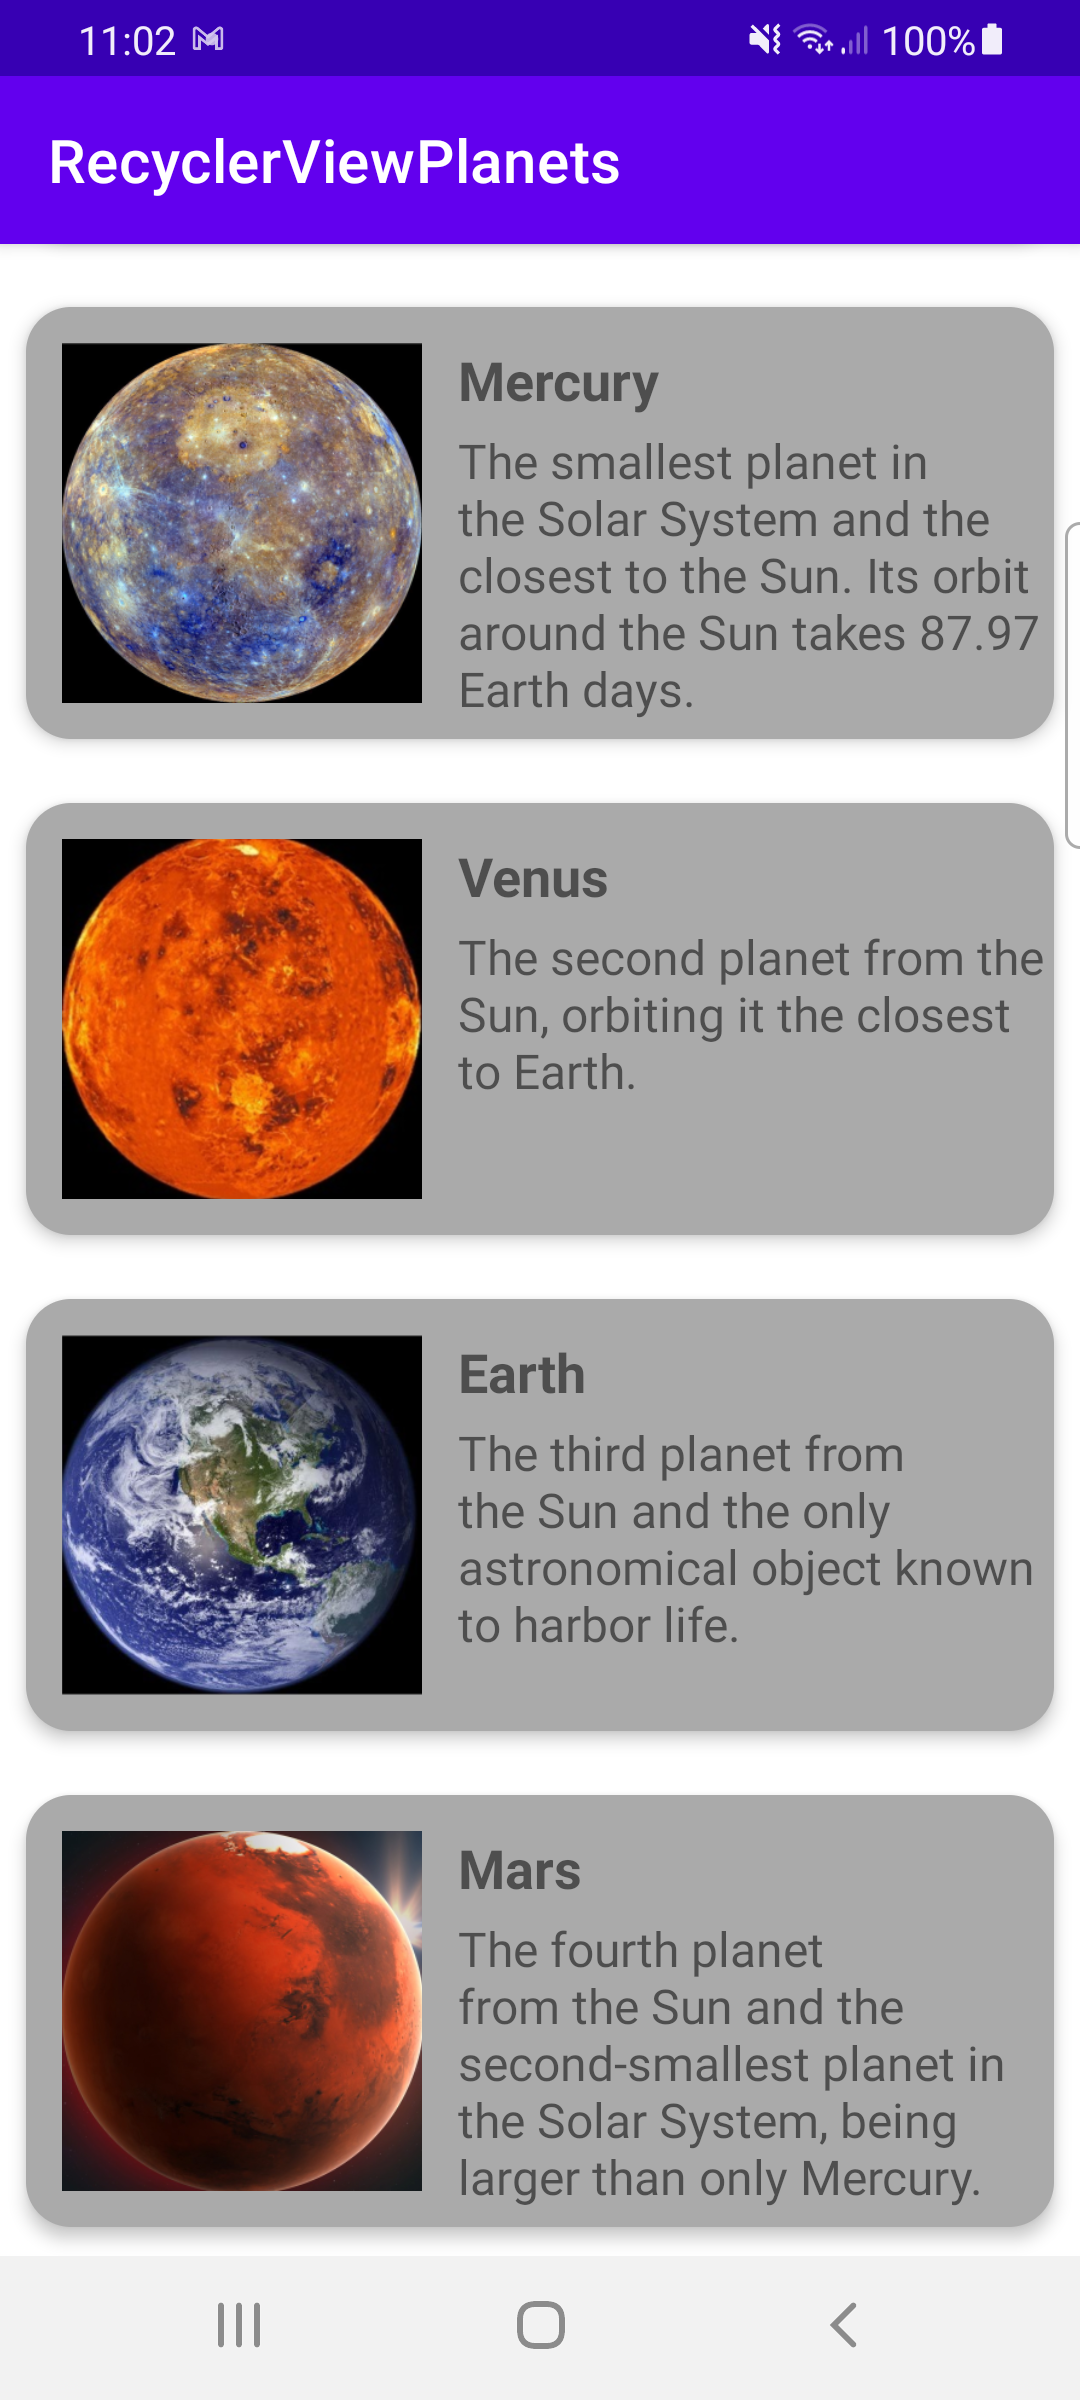 11:02 100%
RecyclerViewPlanets
Mercury
The smallest planet in
the Solar System and the
closest to the Sun. Its orbit
around the Sun takes 87.97
Earth days.
Venus
The second planet from the
Sun, orbiting it the closest
to Earth.
Earth
The third planet from
the Sun and the only
astronomical object known
to harbor life.
Mars
The fourth planet
from the Sun and the
second-smallest planet in
the Solar System, being
larger than only Mercury.